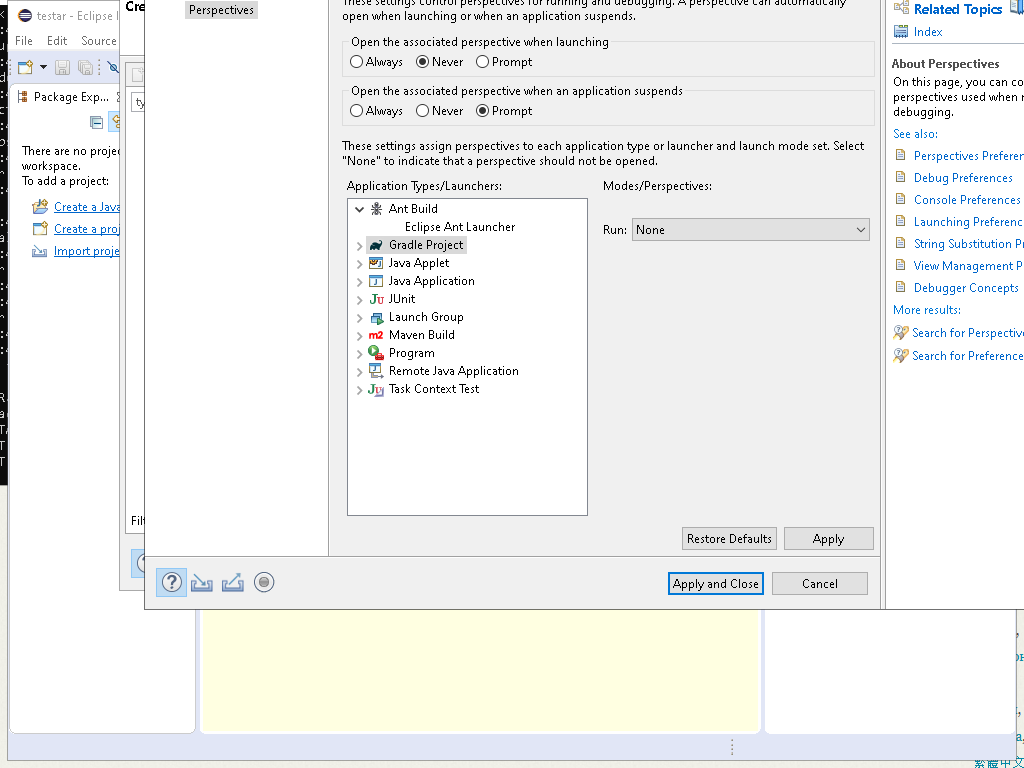 testar - Eclipse I
File Edit Source
Package Exp...
There are no proje
workspace.
To add a project:
Create a Java
Create a proj
Import proje
Cre
ty
Filt
Perspectives
These settings control perspectives for running and debugging. A perspective can automatically
open when launching or when an application suspends.
Open the associated perspective when launching
Always Never Prompt
Open the associated perspective when an application suspends
Always Never Prompt
These settings assign perspectives to each application type or launcher and launch mode set. Select
"None" to indicate that a perspective should not be opened.
Application Types/Launchers:
Modes/Perspectives:
Ant Build
Eclipse Ant Launcher
Gradle Project
Java Applet
Java Application
JUnit
Launch Group
Maven Build
Program
Remote Java Application
Task Context Test
Run: None
Restore Defaults Apply
Apply and Close Cancel
Related Topics
Index
About Perspectives
On this page, you can co
perspectives used when r
debugging.
See also:
Perspectives Preferen
Debug Preferences
Console Preferences
Launching Preferenc
String Substitution Pr
View Management P
Debugger Concepts
More results:
Search for Perspective
Search for Preference
繁體中文